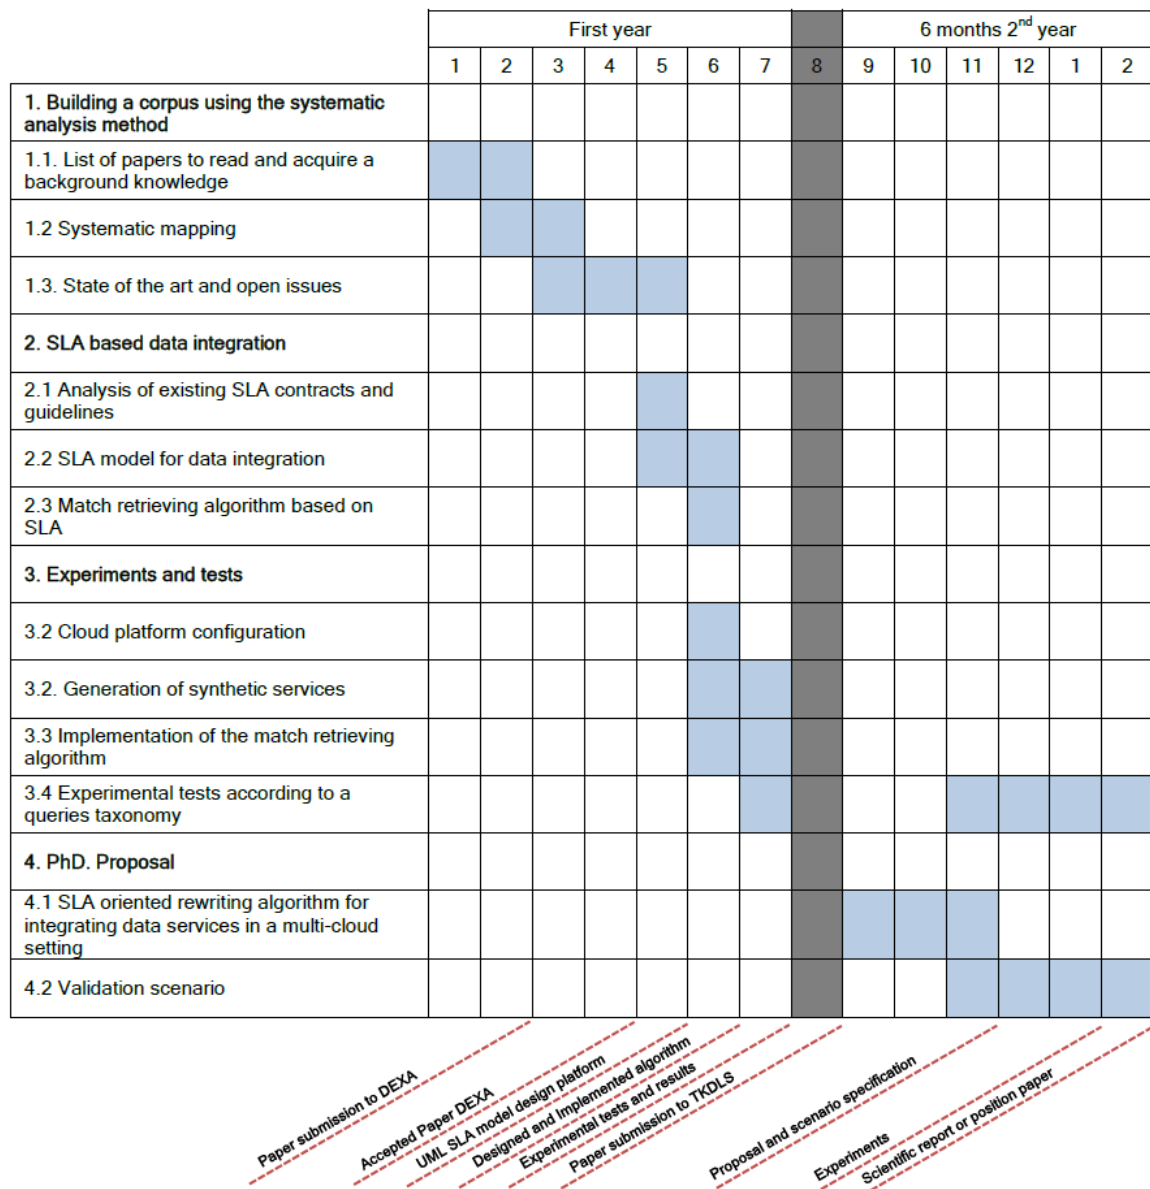 First year
6 months 2nd year
1 2 3 4 5 6 7 8 9 10 11 12 1 2
1. Building a corpus using the systematic
analysis method
1.1. List of papers to read and acquire a
background knowledge
1.2 Systematic mapping
1.3. State of the art and open issues
2. SLA based data integration
2.1 Analysis of existing SLA contracts and
guidelines
2.2 SLA model for data integration
2.3 Match retrieving algorithm based on
SLA
3. Experiments and tests
3.2 Cloud platform configuration
3.2. Generation of synthetic services
3.3 Implementation of the match retrieving
algorithm
3.4 Experimental tests according to a
queries taxonomy
4. PhD. Proposal
4.1 SLA oriented rewriting algorithm for
integrating data services in a multi-cloud
setting
4.2 Validation scenario
Paper submission to DEXA
Accepted Paper DEXA
UML SLA model design platform
Designed and Implemented algorithm
Experimental tests and results
Paper submission to TKDLS
Proposal and scenario specification
Experiments
Scientific report or position paper